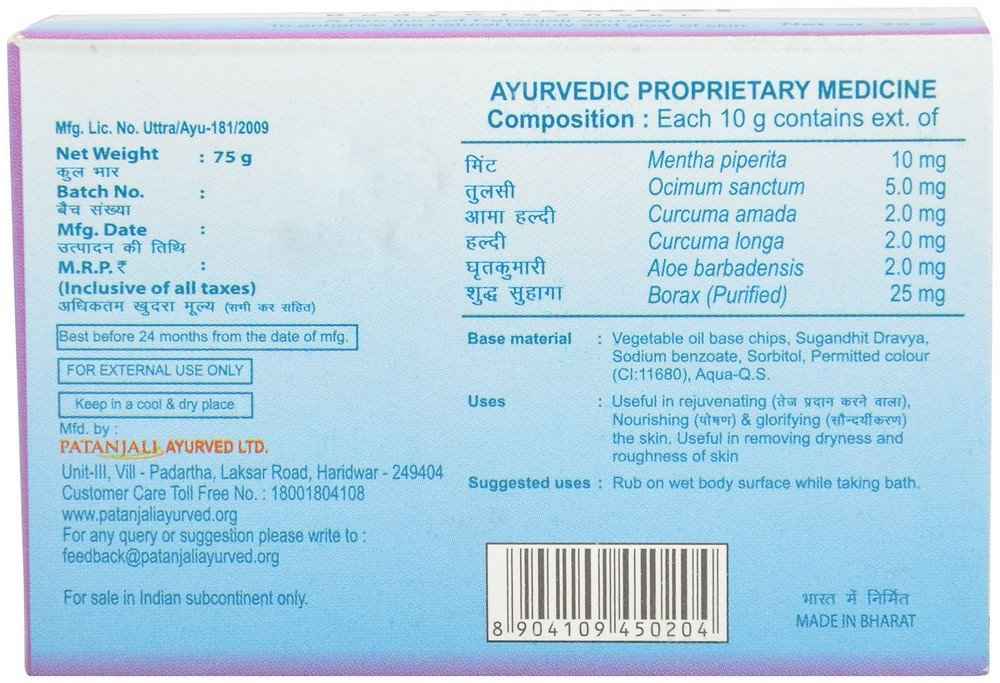 Mfg. Lic. No. Uttra/Ayu-181/2009
Net Weight : 75 g
कुल भार
Batch No. :
बैच संख्या
Mfg. Date :
उत्पादन की तिथि
M.R.P. ₹ :
(Inclusive of all taxes)
अधिकतम खुदरा मूल्य (सभी कर सहित)
Best before 24 months from the date of mfg.
FOR EXTERNAL USE ONLY
Keep in a cool & dry place
Mfd. by :
PATANJALI AYURVED LTD.
Unit-III, Vill - Padartha, Laksar Road, Haridwar - 249404
Customer Care Toll Free No. : 18001804108
www.patanjaliayurved.org
For any query or suggestion please write to :
feedback@patanjaliayurved.org
For sale in Indian subcontinent only.
AYURVEDIC PROPRIETARY MEDICINE
Composition : Each 10 g contains ext. of
मिंट Mentha piperita 10 mg
तुलसी Ocimum sanctum 5.0 mg
आमा हल्दी Curcuma amada 2.0 mg
हल्दी Curcuma longa 2.0 mg
घृतकुमारी Aloe barbadensis 2.0 mg
शुद्ध सुहागा Borax (Purified) 25 mg
Base material : Vegetable oil base chips, Sugandhit Dravya,
Sodium benzoate, Sorbitol, Permitted colour
(CI:11680), Aqua-Q.S.
Uses : Useful in rejuvenating (तेज प्रदान करने वाला),
Nourishing (पोषण) & glorifying (सौन्दर्यीकरण)
the skin. Useful in removing dryness and
roughness of skin
Suggested uses : Rub on wet body surface while taking bath.
8 904109 450204
भारत में निर्मित
MADE IN BHARAT